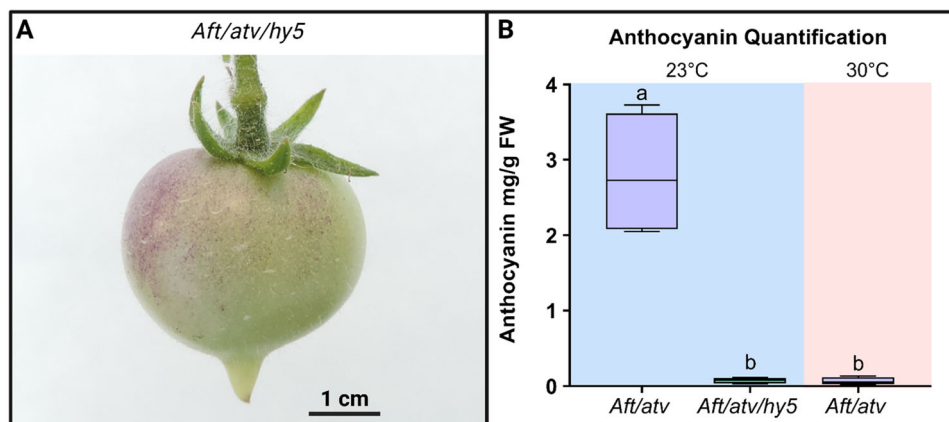 A
Aft/atv/hy5
1 cm
B
Anthocyanin Quantification
23°C
30°C
Anthocyanin mg/g FW
4
3
2
1
0
a
b
b
Aft/atv
Aft/atv/hy5
Aft/atv